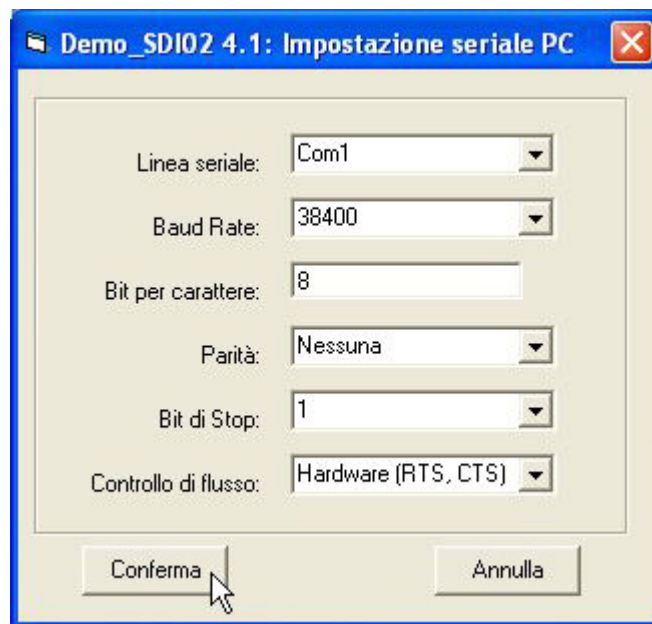 Demo_SDI02 4.1: Impostazione seriale PC
Linea seriale: Com1
Baud Rate: 38400
Bit per carattere: 8
Parità: Nessuna
Bit di Stop: 1
Controllo di flusso: Hardware (RTS, CTS)
Conferma Annulla